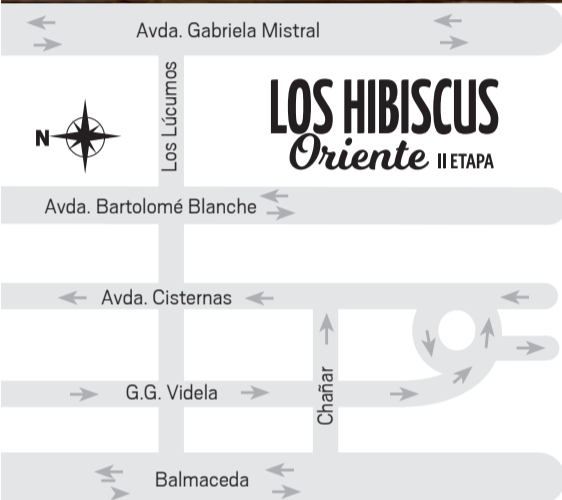 Avda. Gabriela Mistral
Los Lúcumos
LOS HIBISCUS
Oriente II ETAPA
N
Avda. Bartolomé Blanche
Avda. Cisternas
Chañar
G.G. Videla
Balmaceda